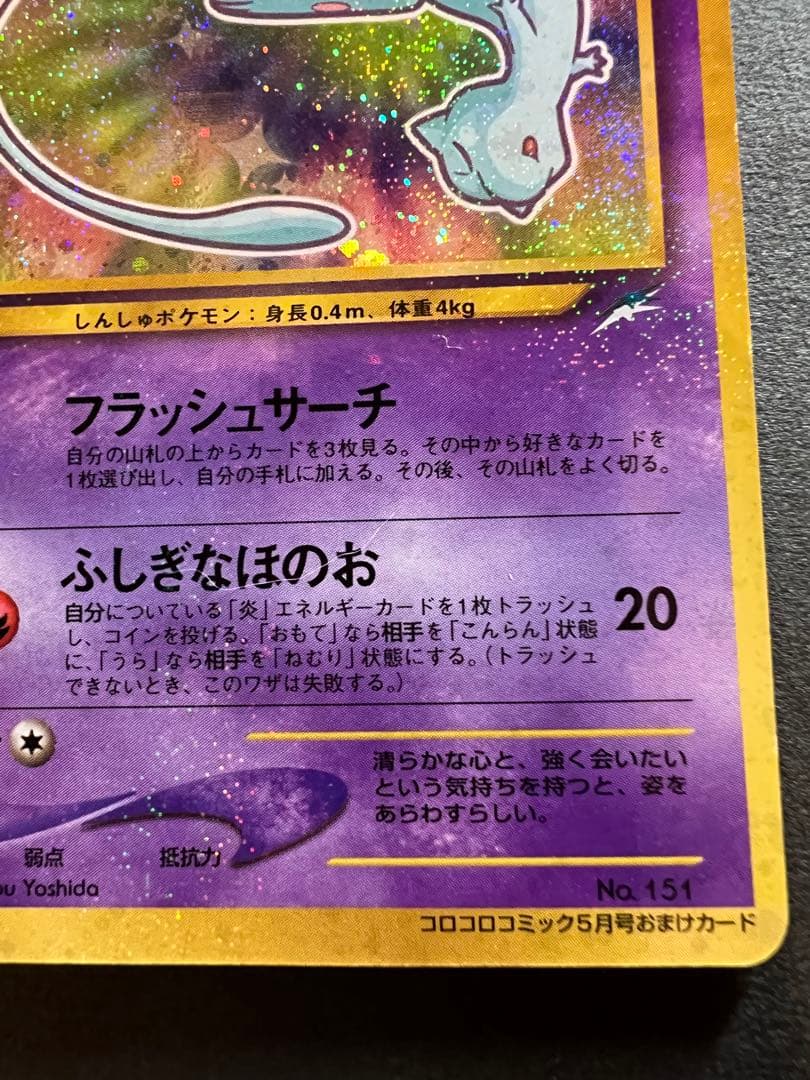 しんしゅポケモン：身長0.4m、体重4kg
フラッシュサーチ
自分の山札の上からカードを3枚見る。その中から好きなカードを
1枚選び出し、自分の手札に加える。その後、その山札をよく切る。
ふしぎなほのお
自分についている「炎」エネルギーカードを1枚トラッシュ
し、コインを投げる。「おもて」なら相手を「こんらん」状態
に、「うら」なら相手を「ねむり」状態にする。（トラッシュ
できないとき、このワザは失敗する。）
20
清らかな心と、強く会いたい
という気持ちを持つと、姿を
あらわすらしい。
弱点 抵抗力
Yoshida
No.151
コロコロコミック5月号おまけカード